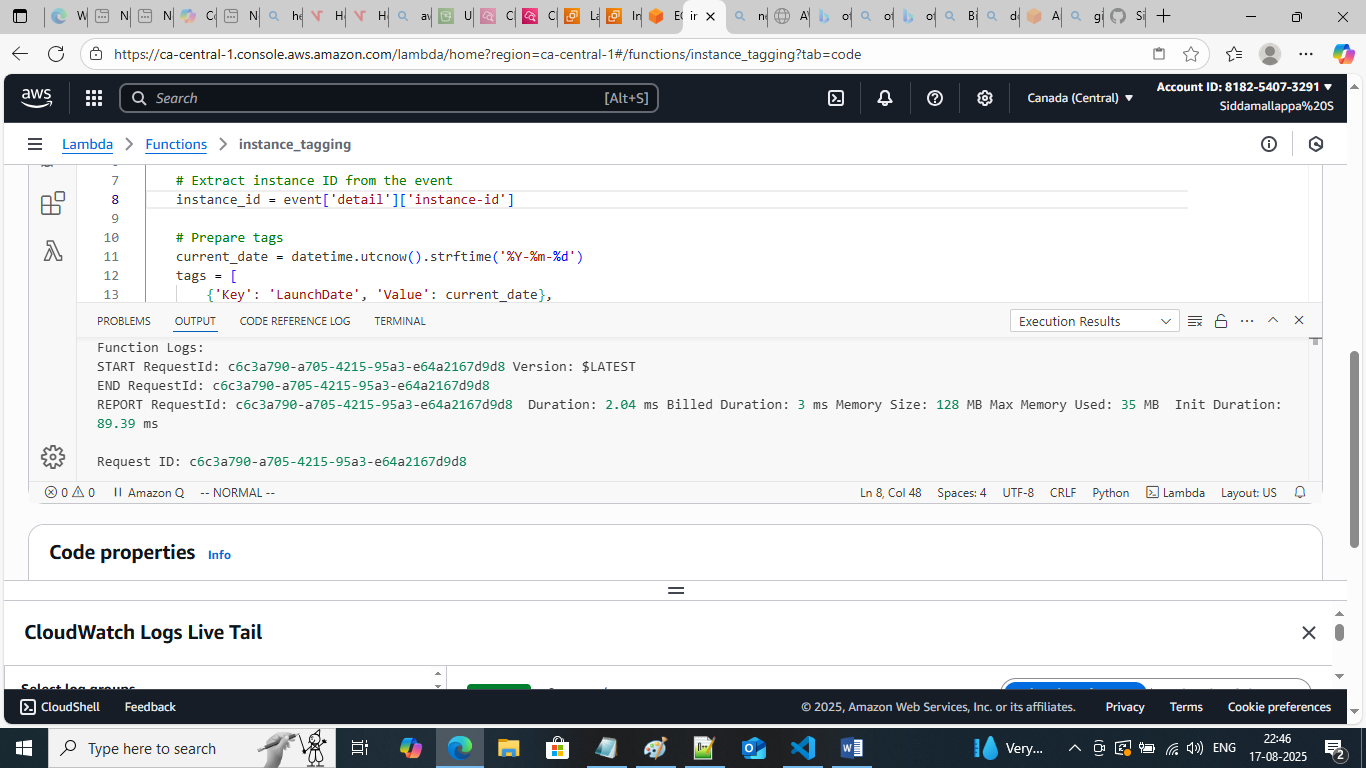 https://ca-central-1.console.aws.amazon.com/lambda/home?region=ca-central-1#/functions/instance_tagging?tab=code
aws
Search
[Alt+S]
Canada (Central)
Account ID: 8182-5407-3291
Siddamallappa%20S
Lambda
Functions
instance_tagging
7 # Extract instance ID from the event
8 instance_id = event['detail']['instance-id']
9
10 # Prepare tags
11 current_date = datetime.utcnow().strftime('%Y-%m-%d')
12 tags = [
13 {'Key': 'LaunchDate', 'Value': current_date},
PROBLEMS OUTPUT CODE REFERENCE LOG TERMINAL
Execution Results
Function Logs:
START RequestId: c6c3a790-a705-4215-95a3-e64a2167d9d8 Version: $LATEST
END RequestId: c6c3a790-a705-4215-95a3-e64a2167d9d8
REPORT RequestId: c6c3a790-a705-4215-95a3-e64a2167d9d8 Duration: 2.04 ms Billed Duration: 3 ms Memory Size: 128 MB Max Memory Used: 35 MB Init Duration:
89.39 ms
Request ID: c6c3a790-a705-4215-95a3-e64a2167d9d8
0 0 Amazon Q -- NORMAL --
Ln 8, Col 48 Spaces: 4 UTF-8 CRLF Python Lambda Layout: US
Code properties Info
CloudWatch Logs Live Tail
Select log groups
CloudShell Feedback
© 2025, Amazon Web Services, Inc. or its affiliates. Privacy Terms Cookie preferences
Type here to search
Very...
ENG
22:46
17-08-2025
2